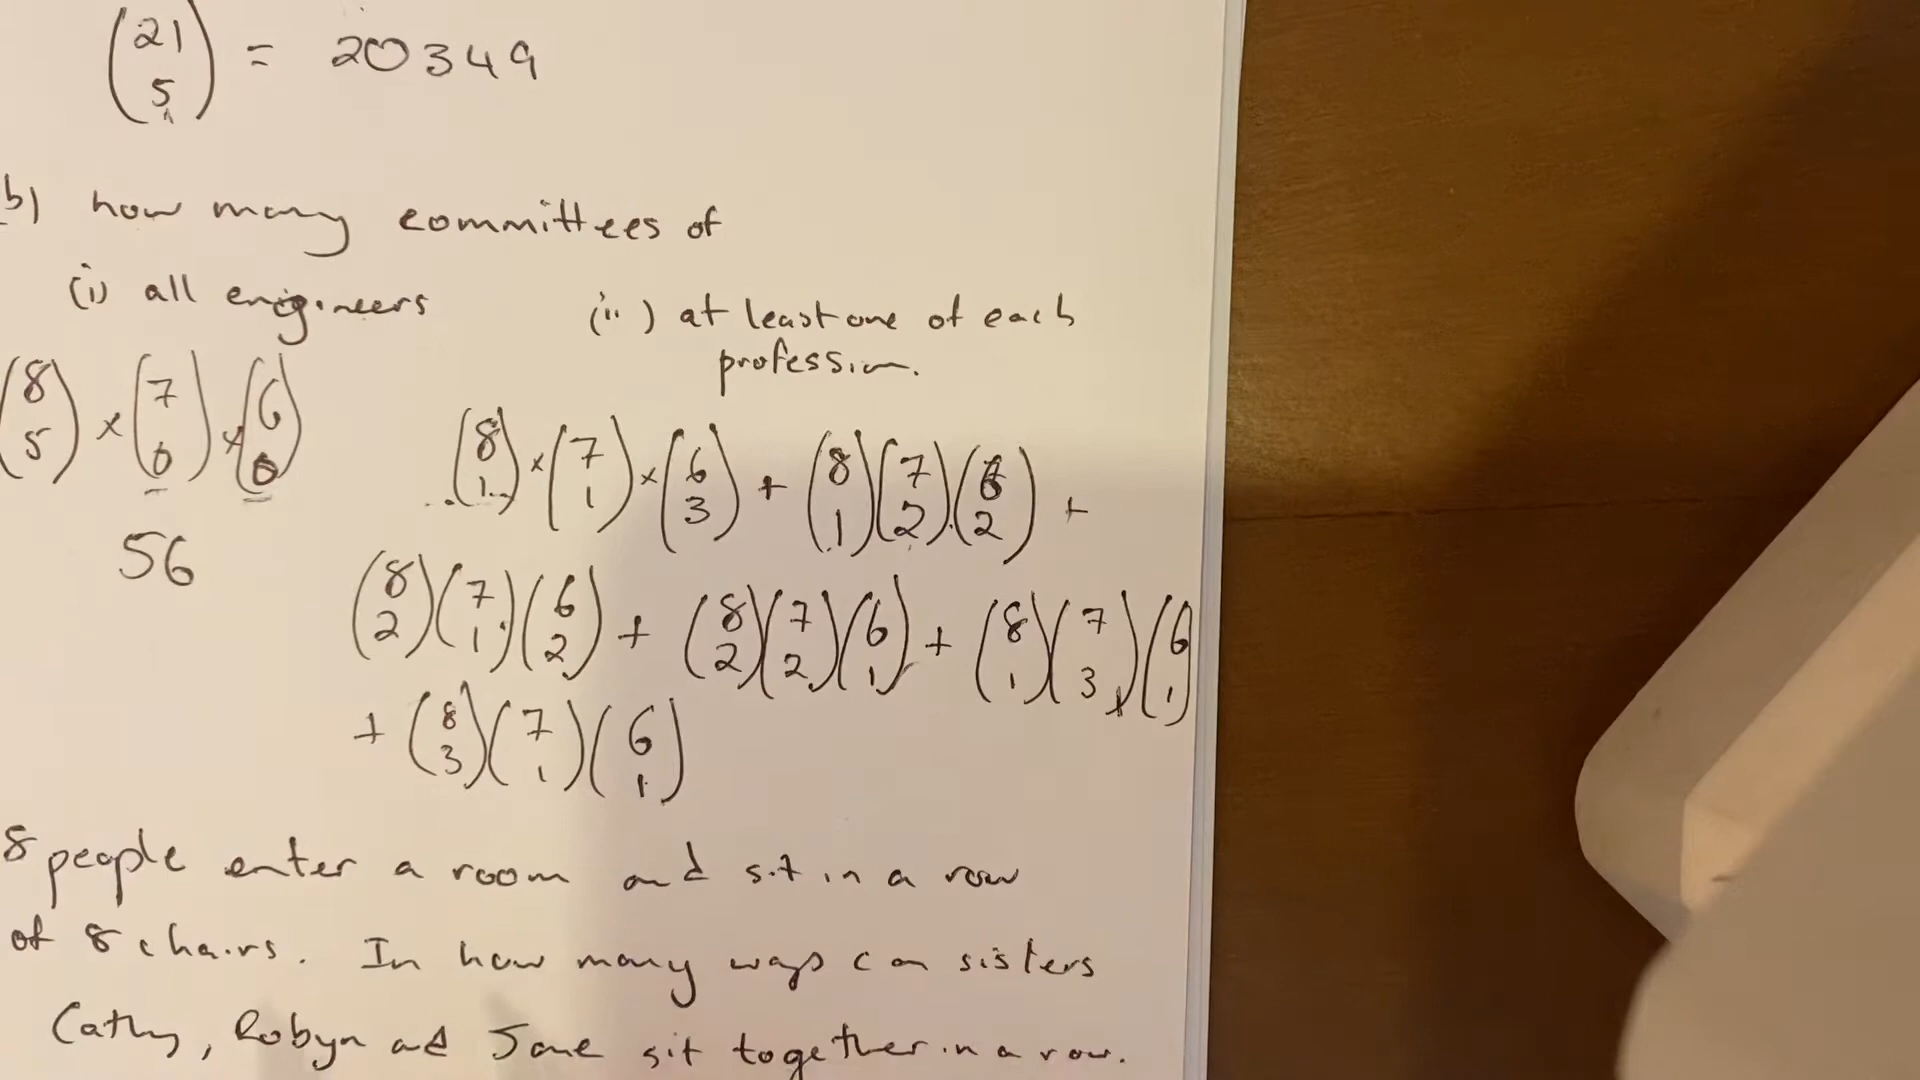 (21 5) = 20349
b) how many committees of
(i) all engineers
(ii) at least one of each
profession.
(8 5) × (7 0) × (6 0)
56
(8 1) × (7 1) × (6 3) + (8 1)(7 2)(6 2) +
(8 2)(7 1)(6 2) + (8 2)(7 2)(6 1) + (8 1)(7 3)(6 1)
+ (8 3)(7 1)(6 1)
8 people enter a room and sit in a row
of 8 chairs. In how many ways can sisters
Cathy, Robyn and Jane sit together in a row.